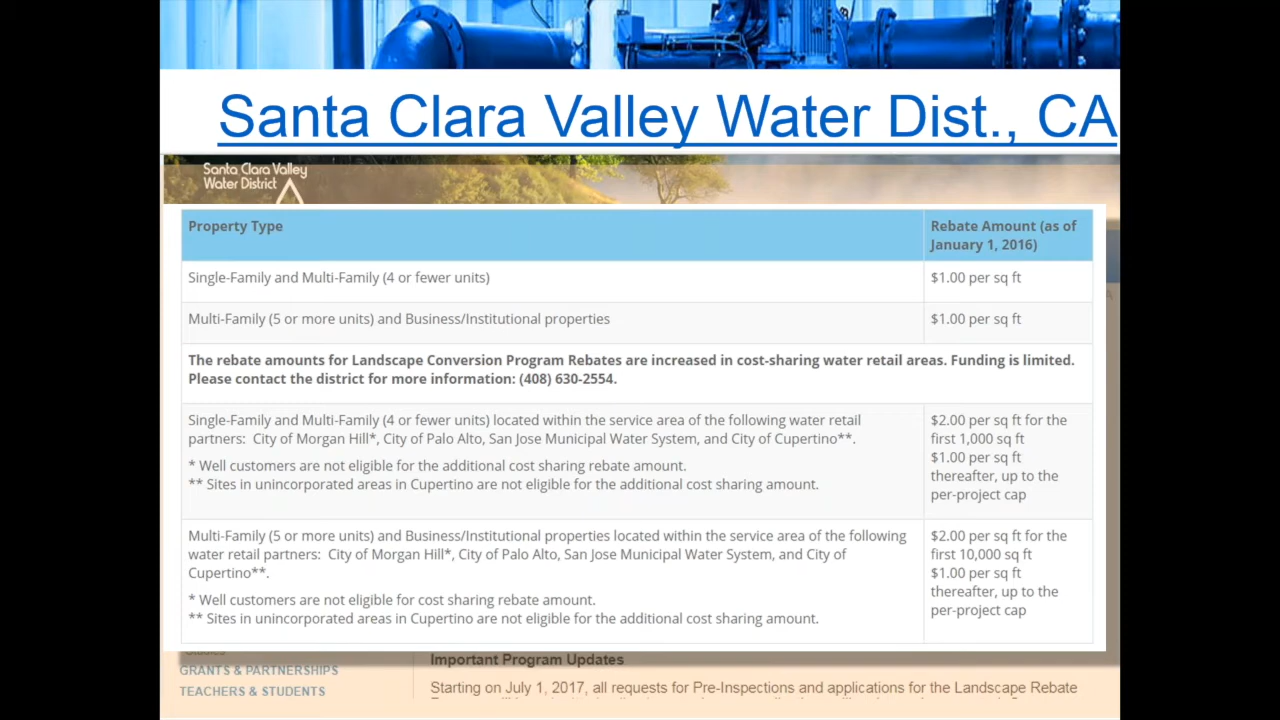 Santa Clara Valley Water Dist., CA
Santa Clara Valley
Water District
Property Type
Rebate Amount (as of
January 1, 2016)
Single-Family and Multi-Family (4 or fewer units)
$1.00 per sq ft
Multi-Family (5 or more units) and Business/Institutional properties
$1.00 per sq ft
The rebate amounts for Landscape Conversion Program Rebates are increased in cost-sharing water retail areas. Funding is limited.
Please contact the district for more information: (408) 630-2554.
Single-Family and Multi-Family (4 or fewer units) located within the service area of the following water retail
partners:  City of Morgan Hill*, City of Palo Alto, San Jose Municipal Water System, and City of Cupertino**.
* Well customers are not eligible for the additional cost sharing rebate amount.
** Sites in unincorporated areas in Cupertino are not eligible for the additional cost sharing amount.
$2.00 per sq ft for the
first 1,000 sq ft
$1.00 per sq ft
thereafter, up to the
per-project cap
Multi-Family (5 or more units) and Business/Institutional properties located within the service area of the following
water retail partners:  City of Morgan Hill*, City of Palo Alto, San Jose Municipal Water System, and City of
Cupertino**.
* Well customers are not eligible for cost sharing rebate amount.
** Sites in unincorporated areas in Cupertino are not eligible for the additional cost sharing amount.
$2.00 per sq ft for the
first 10,000 sq ft
$1.00 per sq ft
thereafter, up to the
per-project cap
GRANTS & PARTNERSHIPS
TEACHERS & STUDENTS
Important Program Updates
Starting on July 1, 2017, all requests for Pre-Inspections and applications for the Landscape Rebate